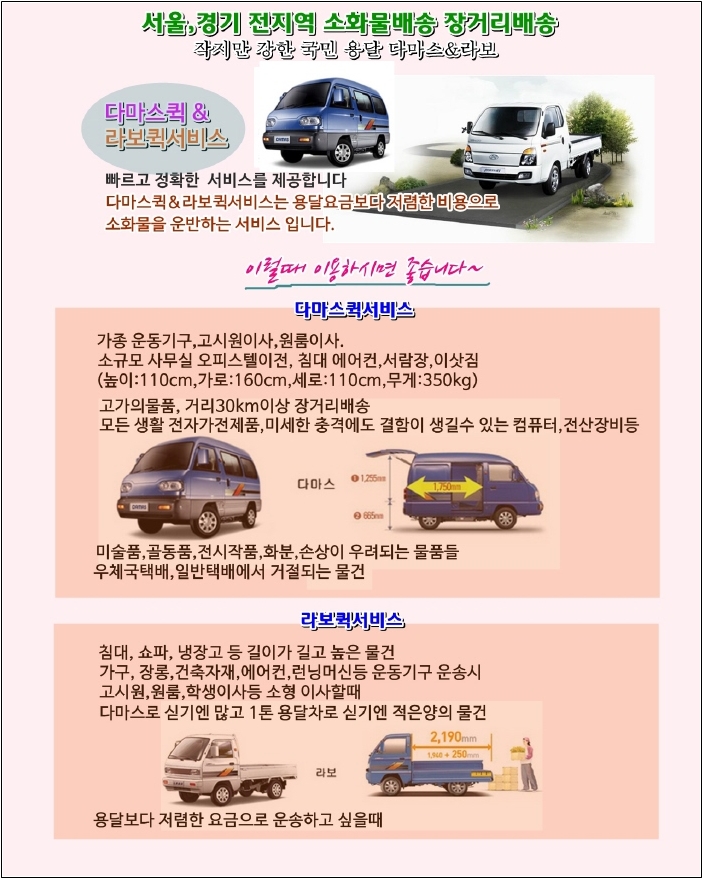 서울,경기 전지역 소화물배송 장거리배송
작지만 강한 국민 용달 다마스&라보
다마스퀵 &
라보퀵서비스
빠르고 정확한 서비스를 제공합니다
다마스퀵&라보퀵서비스는 용달요금보다 저렴한 비용으로
소화물을 운반하는 서비스 입니다.
이럴때 이용하시면 좋습니다~
다마스퀵서비스
가종 운동기구,고시원이사,원룸이사.
소규모 사무실 오피스텔이전, 침대 에어컨,서람장,이삿짐
(높이:110cm,가로:160cm,세로:110cm,무게:350kg)
고가의물품, 거리30km이상 장거리배송
모든 생활 전자가전제품,미세한 충격에도 결함이 생길수 있는 컴퓨터,전산장비등
다마스
❶ 1,255mm
1,750mm
❷ 665mm
미술품,골동품,전시작품,화분,손상이 우려되는 물품들
우체국택배,일반택배에서 거절되는 물건
라보퀵서비스
침대, 쇼파, 냉장고 등 길이가 길고 높은 물건
가구, 장롱,건축자재,에어컨,런닝머신등 운동기구 운송시
고시원,원룸,학생이사등 소형 이사할때
다마스로 싣기엔 많고 1톤 용달차로 싣기엔 적은양의 물건
라보
2,190mm
1,940 + 250mm
용달보다 저렴한 요금으로 운송하고 싶을때